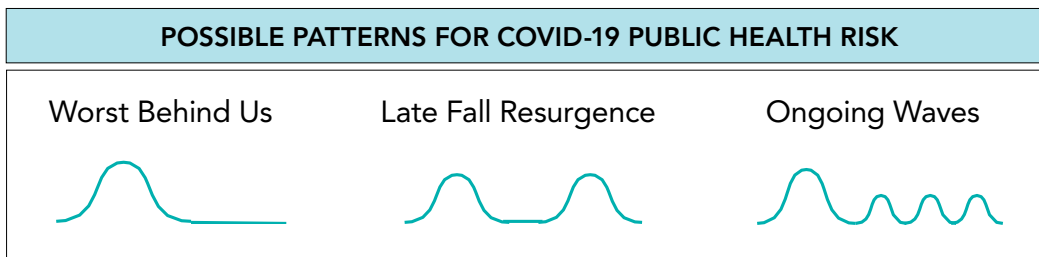 POSSIBLE PATTERNS FOR COVID-19 PUBLIC HEALTH RISK
Worst Behind Us
Late Fall Resurgence
Ongoing Waves